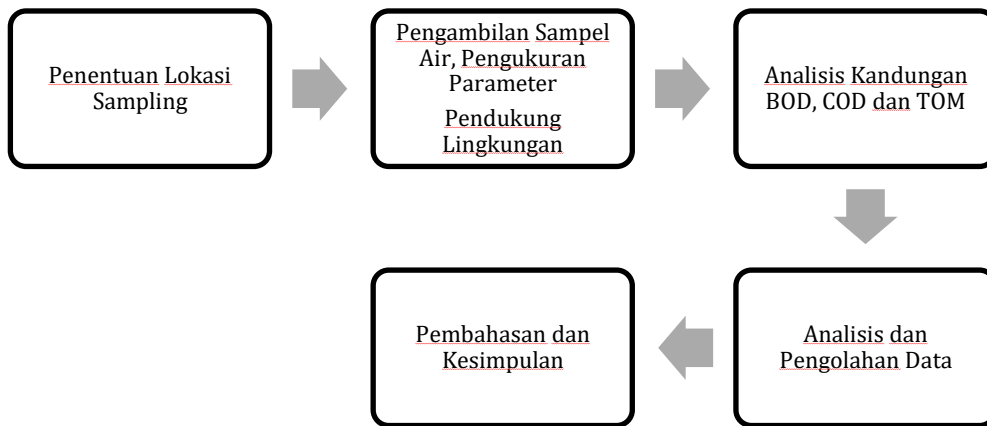 Penentuan Lokasi
Sampling
Pengambilan Sampel
Air, Pengukuran
Parameter
Pendukung
Lingkungan
Analisis Kandungan
BOD, COD dan TOM
Analisis dan
Pengolahan Data
Pembahasan dan
Kesimpulan